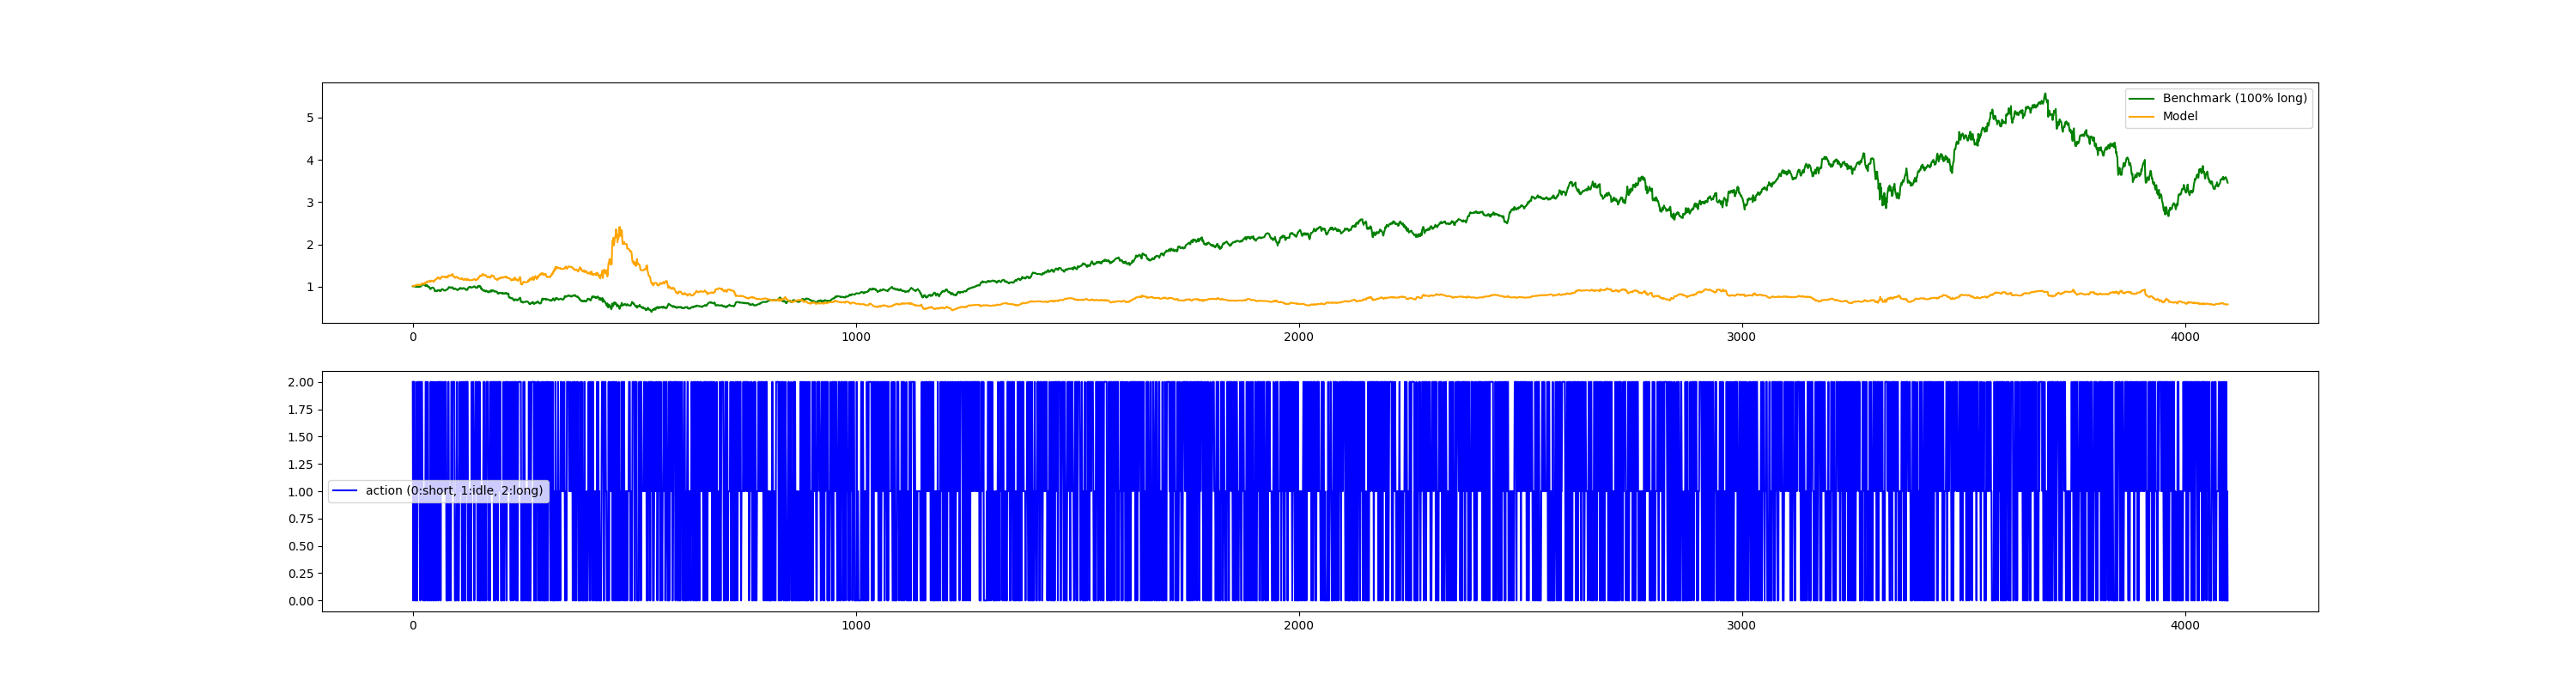 5
4
3
2
1
Benchmark (100% long)
Model
0 1000 2000 3000 4000
2.00
1.75
1.50
1.25
1.00
action (0:short, 1:idle, 2:long)
0.75
0.50
0.25
0.00
0 1000 2000 3000 4000